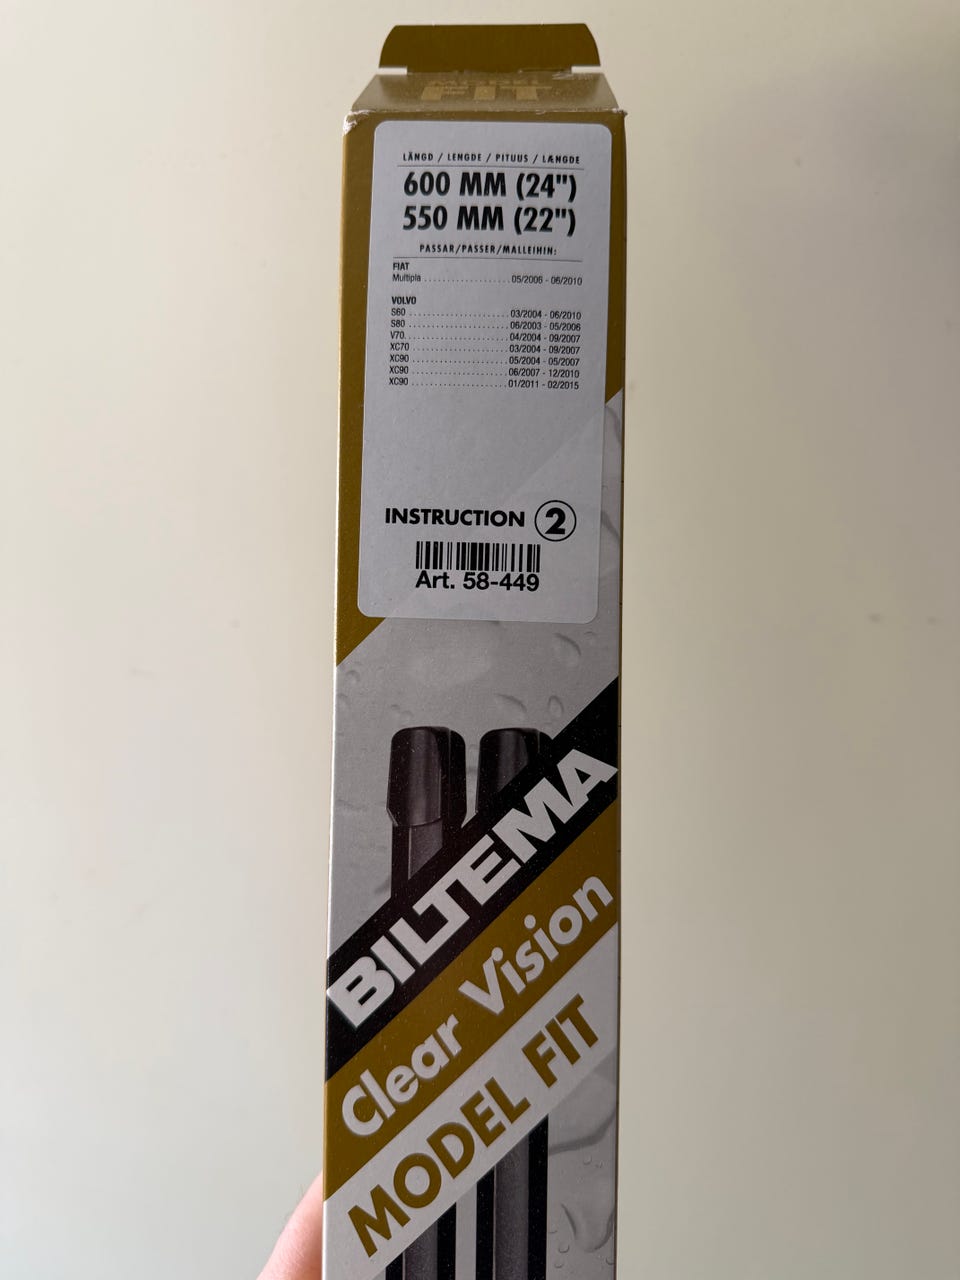 FIT
LÄNGD / LENGDE / PITUUS / LÆNGDE
600 MM (24")
550 MM (22")
PASSAR/PASSER/MALLEIHIN:
FIAT
Multipla ................... 05/2006 - 06/2010
VOLVO
S60 ....................... 03/2004 - 06/2010
S80 ....................... 06/2003 - 05/2006
V70 ....................... 04/2004 - 09/2007
XC70 ...................... 03/2004 - 09/2007
XC90 ...................... 05/2004 - 05/2007
XC90 ...................... 06/2007 - 12/2010
XC90 ...................... 01/2011 - 02/2015
INSTRUCTION 2
Art. 58-449
BILTEMA
Clear Vision
MODEL FIT